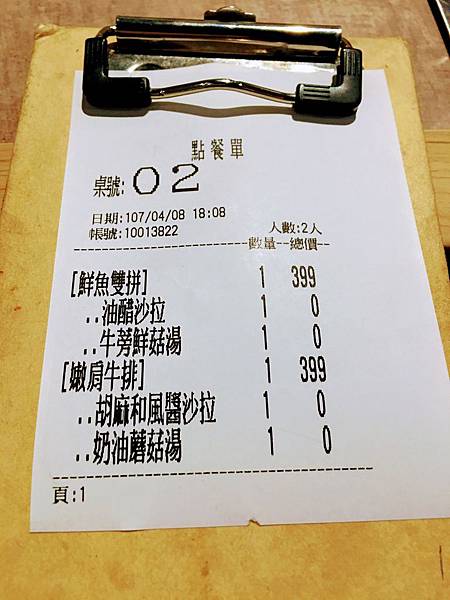 點餐單
桌號:02
日期:107/04/08 18:08
帳號:10013822 人數:2人
數量--總價--
[鮮魚雙拼] 1 399
..油醋沙拉 1 0
..牛蒡鮮菇湯 1 0
[嫩肩牛排] 1 399
..胡麻和風醬沙拉 1 0
..奶油蘑菇湯 1 0
頁:1